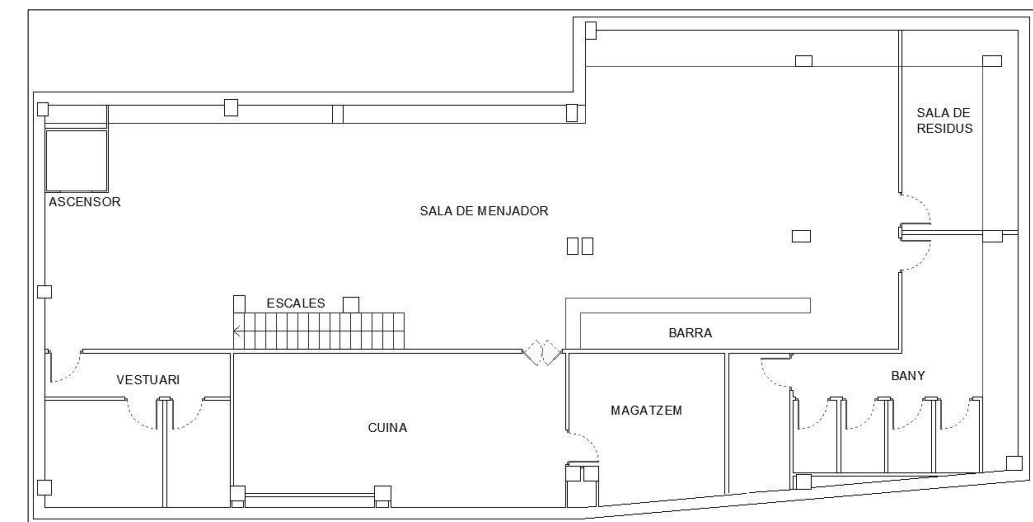 SALA DE
RESIDUS
ASCENSOR
SALA DE MENJADOR
ESCALES
BARRA
VESTUARI
BANY
MAGATZEM
CUINA